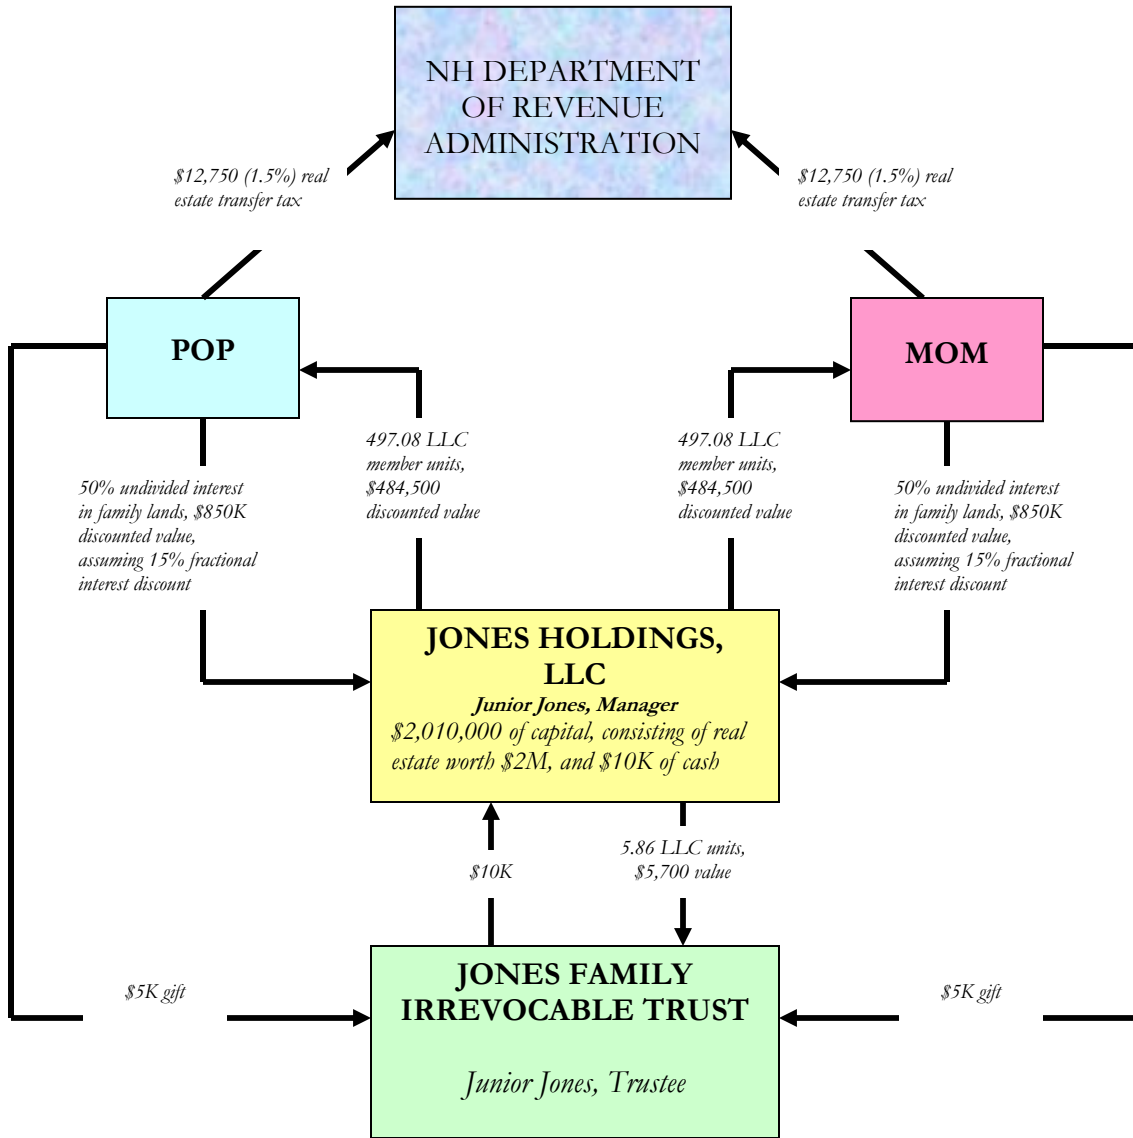 NH DEPARTMENT
OF REVENUE
ADMINISTRATION
$12,750 (1.5%) real
estate transfer tax
$12,750 (1.5%) real
estate transfer tax
POP
MOM
497.08 LLC
member units,
$484,500
discounted value
497.08 LLC
member units,
$484,500
discounted value
50% undivided interest
in family lands, $850K
discounted value,
assuming 15% fractional
interest discount
50% undivided interest
in family lands, $850K
discounted value,
assuming 15% fractional
interest discount
JONES HOLDINGS,
LLC
Junior Jones, Manager
$2,010,000 of capital, consisting of real
estate worth $2M, and $10K of cash
$10K
5.86 LLC units,
$5,700 value
$5K gift
$5K gift
JONES FAMILY
IRREVOCABLE TRUST
Junior Jones, Trustee